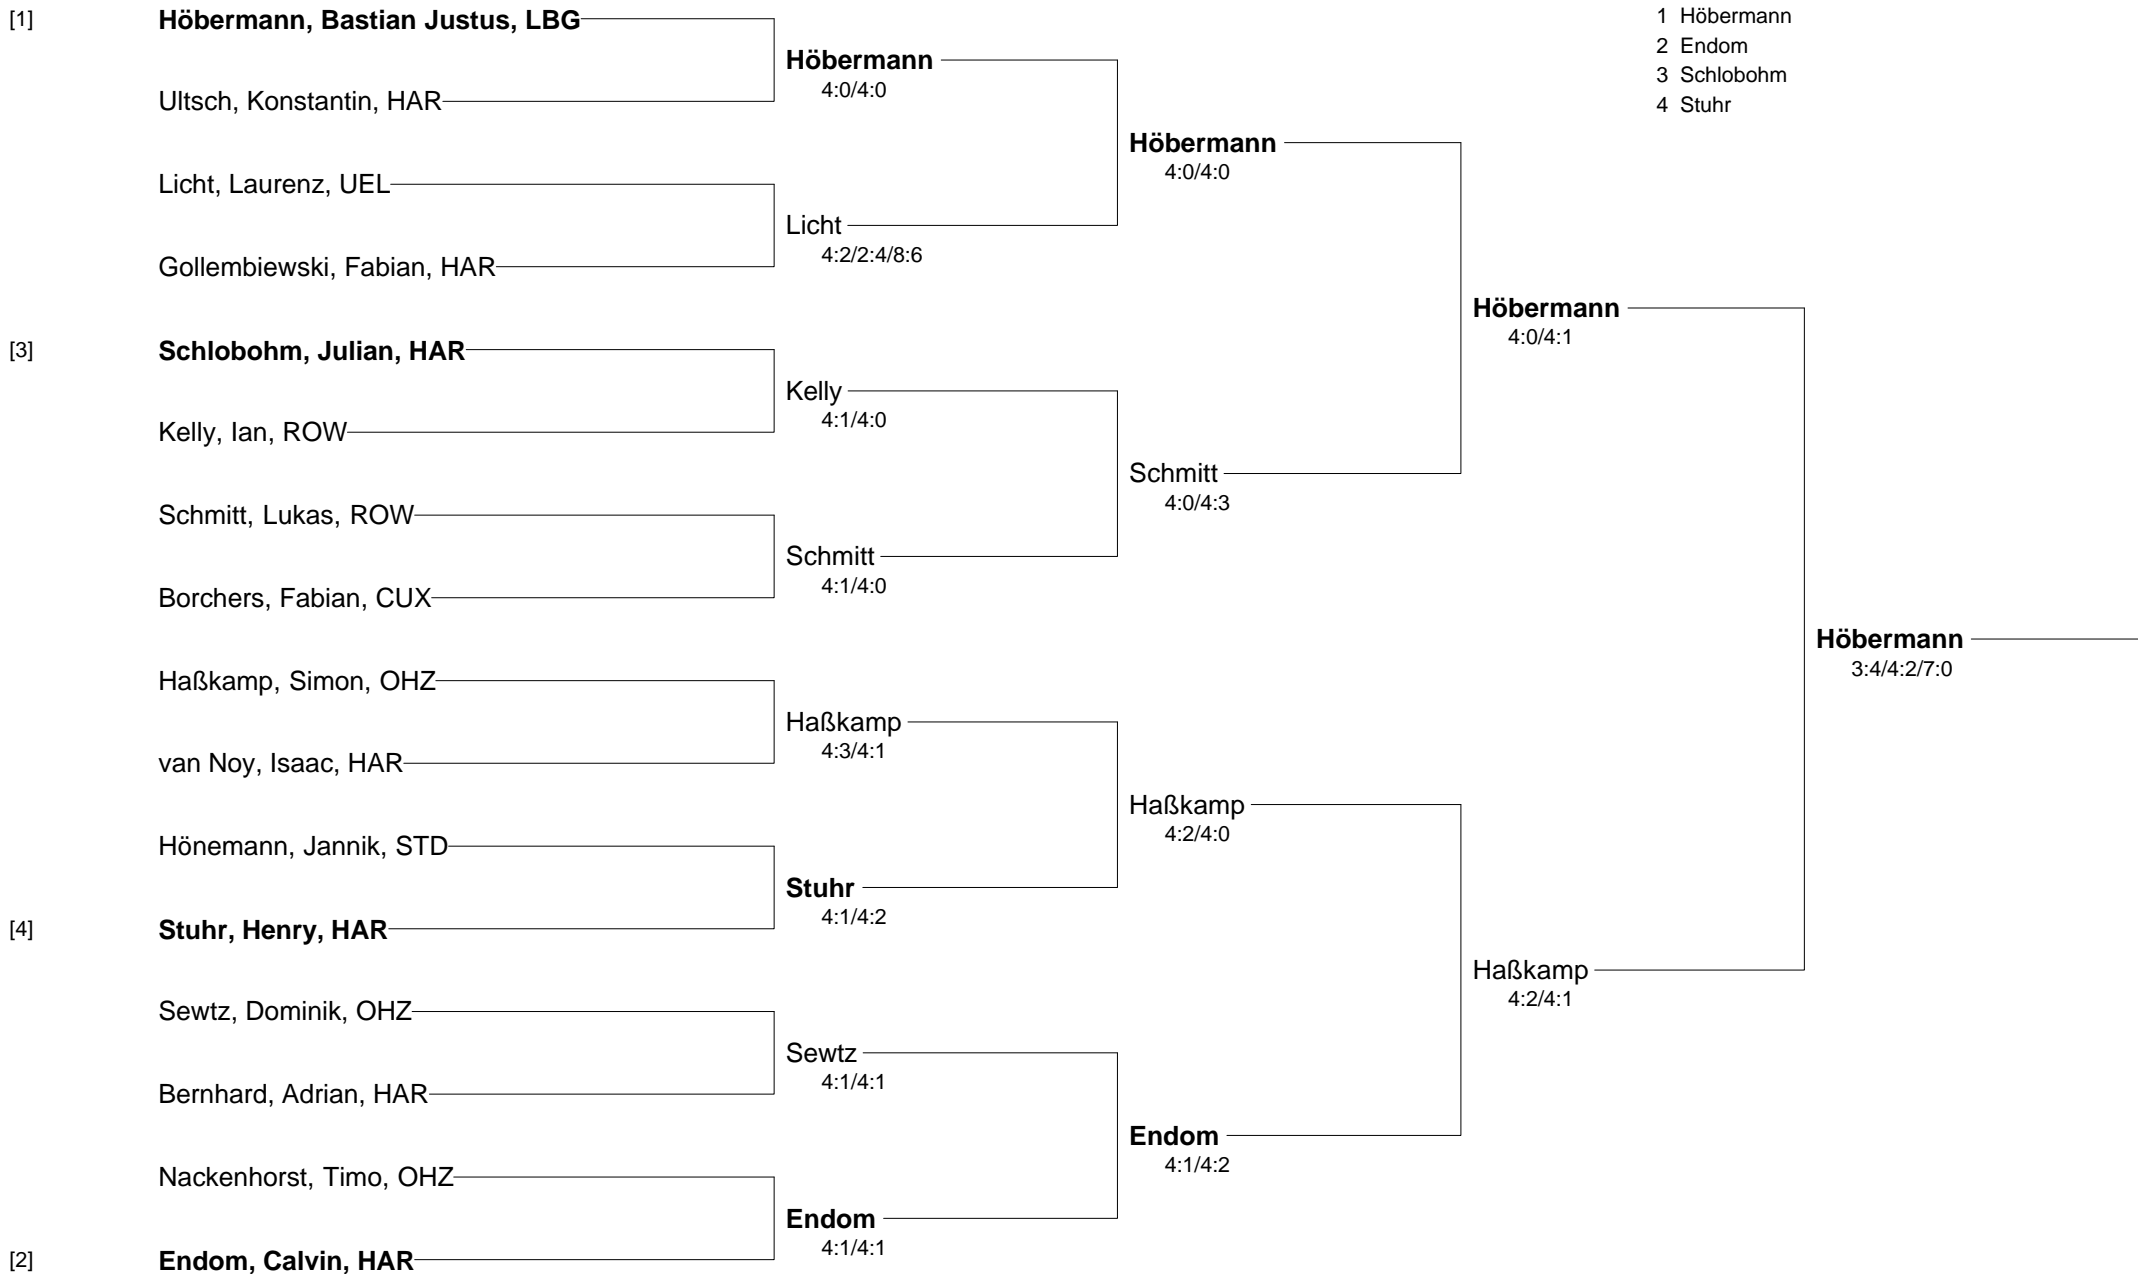 [1] Höbermann, Bastian Justus, LBG
Ultsch, Konstantin, HAR
Licht, Laurenz, UEL
Gollembiewski, Fabian, HAR
[3] Schlobohm, Julian, HAR
Kelly, Ian, ROW
Schmitt, Lukas, ROW
Borchers, Fabian, CUX
Haßkamp, Simon, OHZ
van Noy, Isaac, HAR
Hönemann, Jannik, STD
[4] Stuhr, Henry, HAR
Sewtz, Dominik, OHZ
Bernhard, Adrian, HAR
Nackenhorst, Timo, OHZ
[2] Endom, Calvin, HAR
Höbermann
4:0/4:0
Licht
4:2/2:4/8:6
Kelly
4:1/4:0
Schmitt
4:1/4:0
Haßkamp
4:3/4:1
Stuhr
4:1/4:2
Sewtz
4:1/4:1
Endom
4:1/4:1
Höbermann
4:0/4:0
Schmitt
4:0/4:3
Haßkamp
4:2/4:0
Endom
4:1/4:2
Höbermann
4:0/4:1
Haßkamp
4:2/4:1
Höbermann
3:4/4:2/7:0
1 Höbermann
2 Endom
3 Schlobohm
4 Stuhr